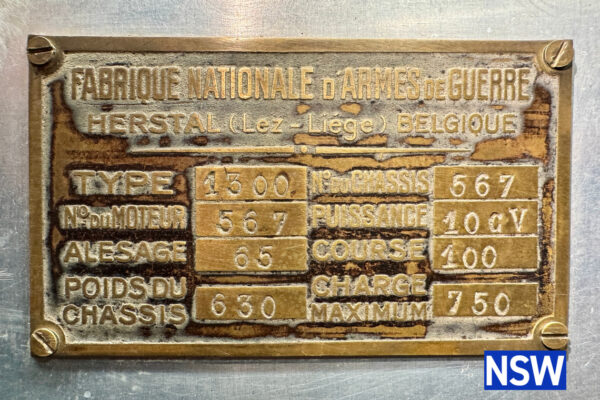 FABRIQUE NATIONALE D'ARMES DE GUERRE
HERSTAL (Lez - Liége) BELGIQUE
TYPE 1300 No DU CHASSIS 567
No DU MOTEUR 567 PUISSANCE 10 CV
ALESAGE 65 COURSE 100
POIDS DU CHASSIS 630 CHARGE MAXIMUM 750
NSW